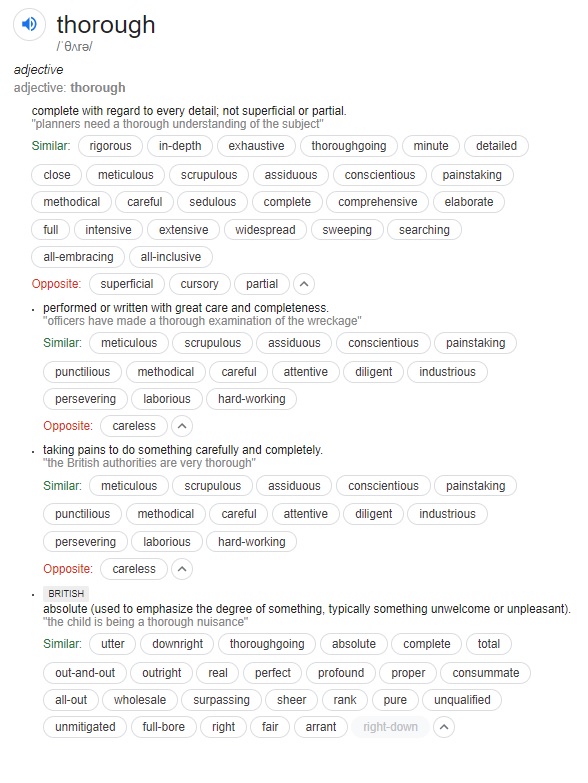 thorough
/ˈθʌrə/
adjective
adjective: thorough
complete with regard to every detail; not superficial or partial.
"planners need a thorough understanding of the subject"
Similar: rigorous in-depth exhaustive thoroughgoing minute detailed
close meticulous scrupulous assiduous conscientious painstaking
methodical careful sedulous complete comprehensive elaborate
full intensive extensive widespread sweeping searching
all-embracing all-inclusive
Opposite: superficial cursory partial
performed or written with great care and completeness.
"officers have made a thorough examination of the wreckage"
Similar: meticulous scrupulous assiduous conscientious painstaking
punctilious methodical careful attentive diligent industrious
persevering laborious hard-working
Opposite: careless
taking pains to do something carefully and completely.
"the British authorities are very thorough"
Similar: meticulous scrupulous assiduous conscientious painstaking
punctilious methodical careful attentive diligent industrious
persevering laborious hard-working
Opposite: careless
BRITISH
absolute (used to emphasize the degree of something, typically something unwelcome or unpleasant).
"the child is being a thorough nuisance"
Similar: utter downright thoroughgoing absolute complete total
out-and-out outright real perfect profound proper consummate
all-out wholesale surpassing sheer rank pure unqualified
unmitigated full-bore right fair arrant right-down